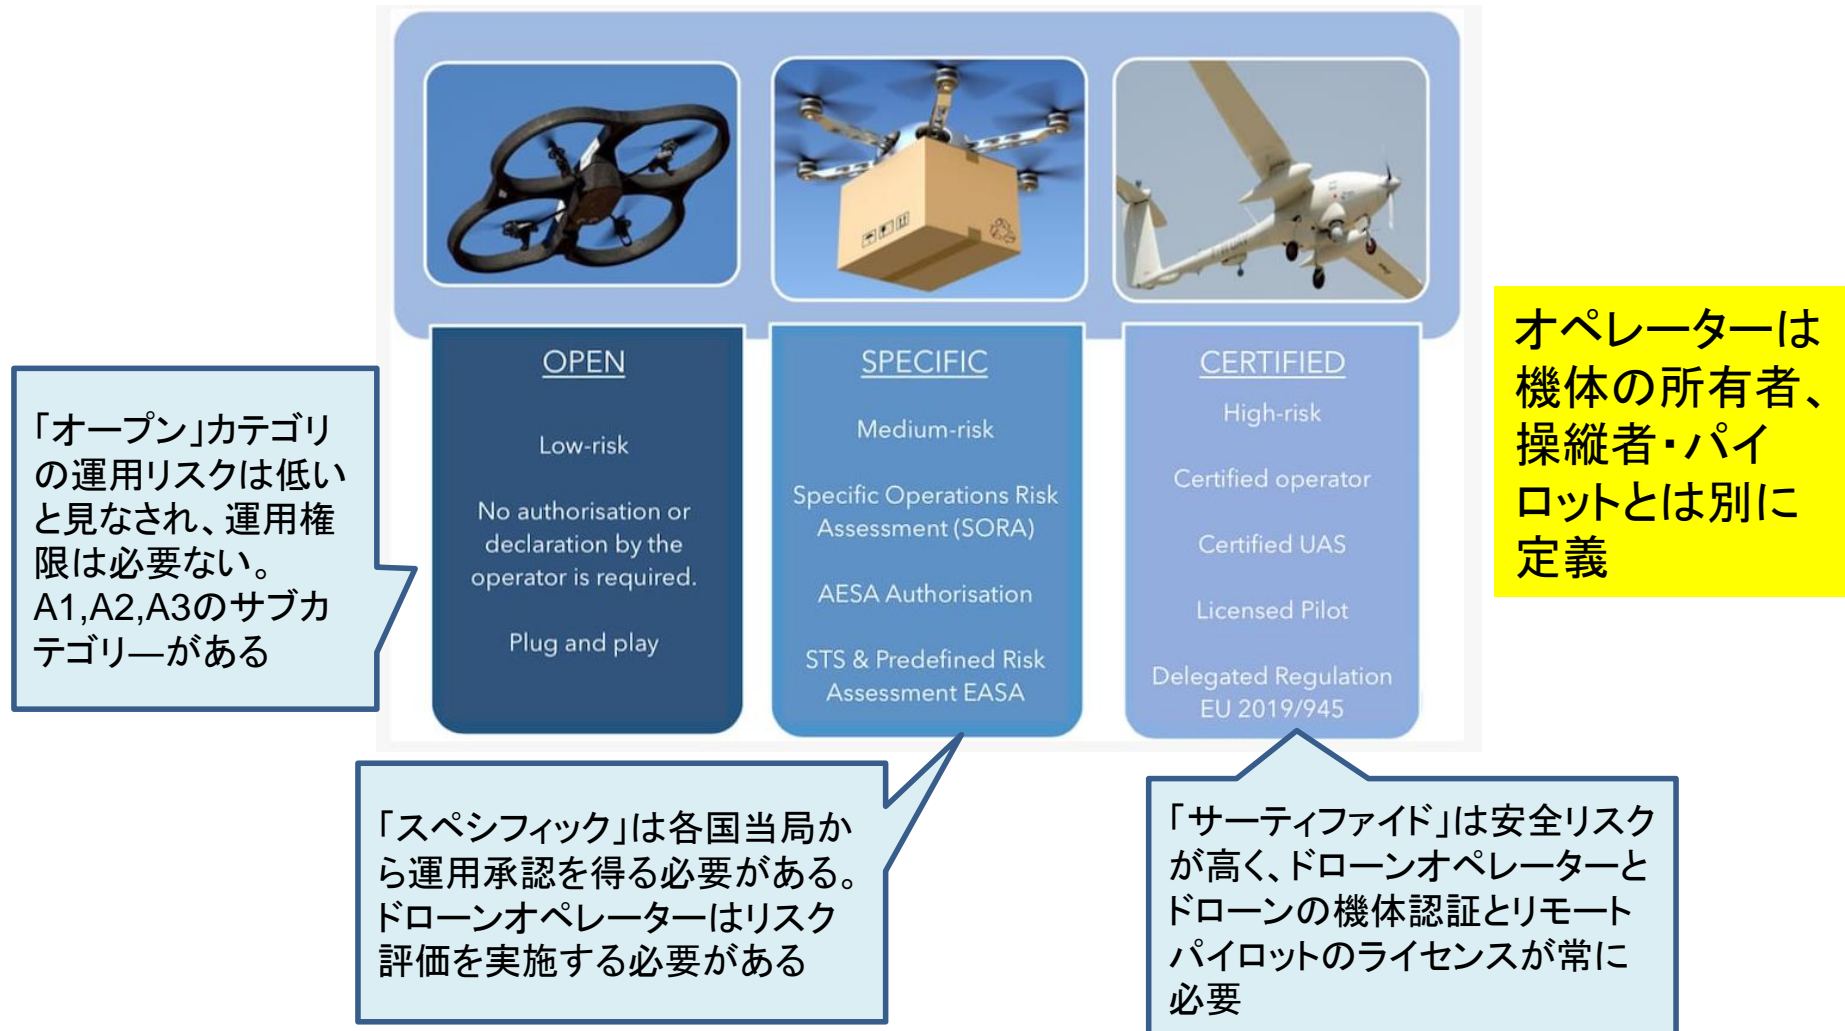 OPEN
Low-risk
No authorisation or
declaration by the
operator is required.
Plug and play
SPECIFIC
Medium-risk
Specific Operations Risk
Assessment (SORA)
AESA Authorisation
STS & Predefined Risk
Assessment EASA
CERTIFIED
High-risk
Certified operator
Certified UAS
Licensed Pilot
Delegated Regulation
EU 2019/945
「オープン」カテゴリ
の運用リスクは低い
と見なされ、運用権
限は必要ない。
A1,A2,A3のサブカ
テゴリ―がある
オペレーターは
機体の所有者、
操縦者・パイ
ロットとは別に
定義
「スペシフィック」は各国当局か
ら運用承認を得る必要がある。
ドローンオペレーターはリスク
評価を実施する必要がある
「サーティファイド」は安全リスク
が高く、ドローンオペレーターと
ドローンの機体認証とリモート
パイロットのライセンスが常に
必要